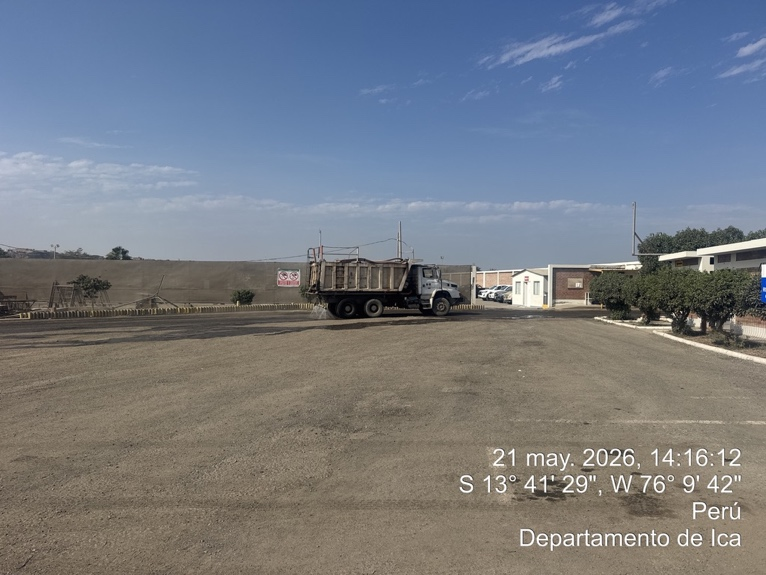 21 may. 2026, 14:16:12
S 13° 41' 29", W 76° 9' 42"
Perú
Departamento de Ica